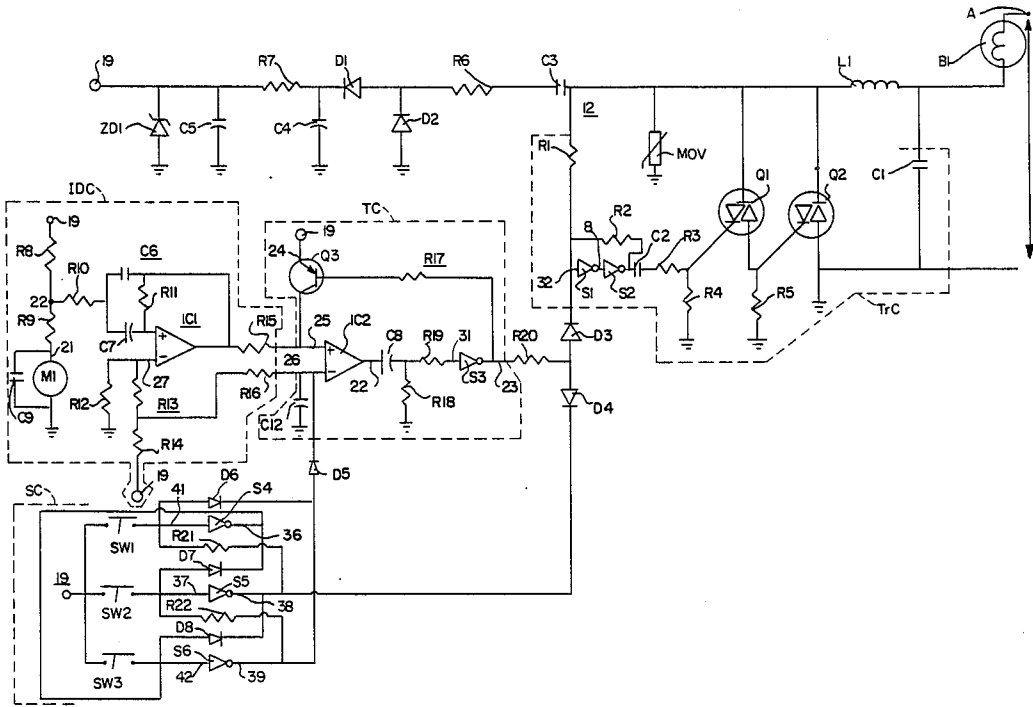 A
B1
L1
19
R7
D1
R6
C3
ZD1
C5
C4
D2
12
R1
MOV
Q1
Q2
C1
IDC
TC
19
R8
C6
19
24
Q3
R17
R2
8
C2
R3
32
S1
S2
R4
R5
TrC
22
R10
R11
IC1
R9
21
C7
R15
25
IC2
C8
R19
31
R20
D3
M1
C9
27
26
R16
22
R18
S3
23
D4
R12
R13
C12
R14
19
D5
SC
41
D6
S4
SW1
R21
36
D7
19
37
S5
SW2
R22
38
D8
S6
SW3
42
39